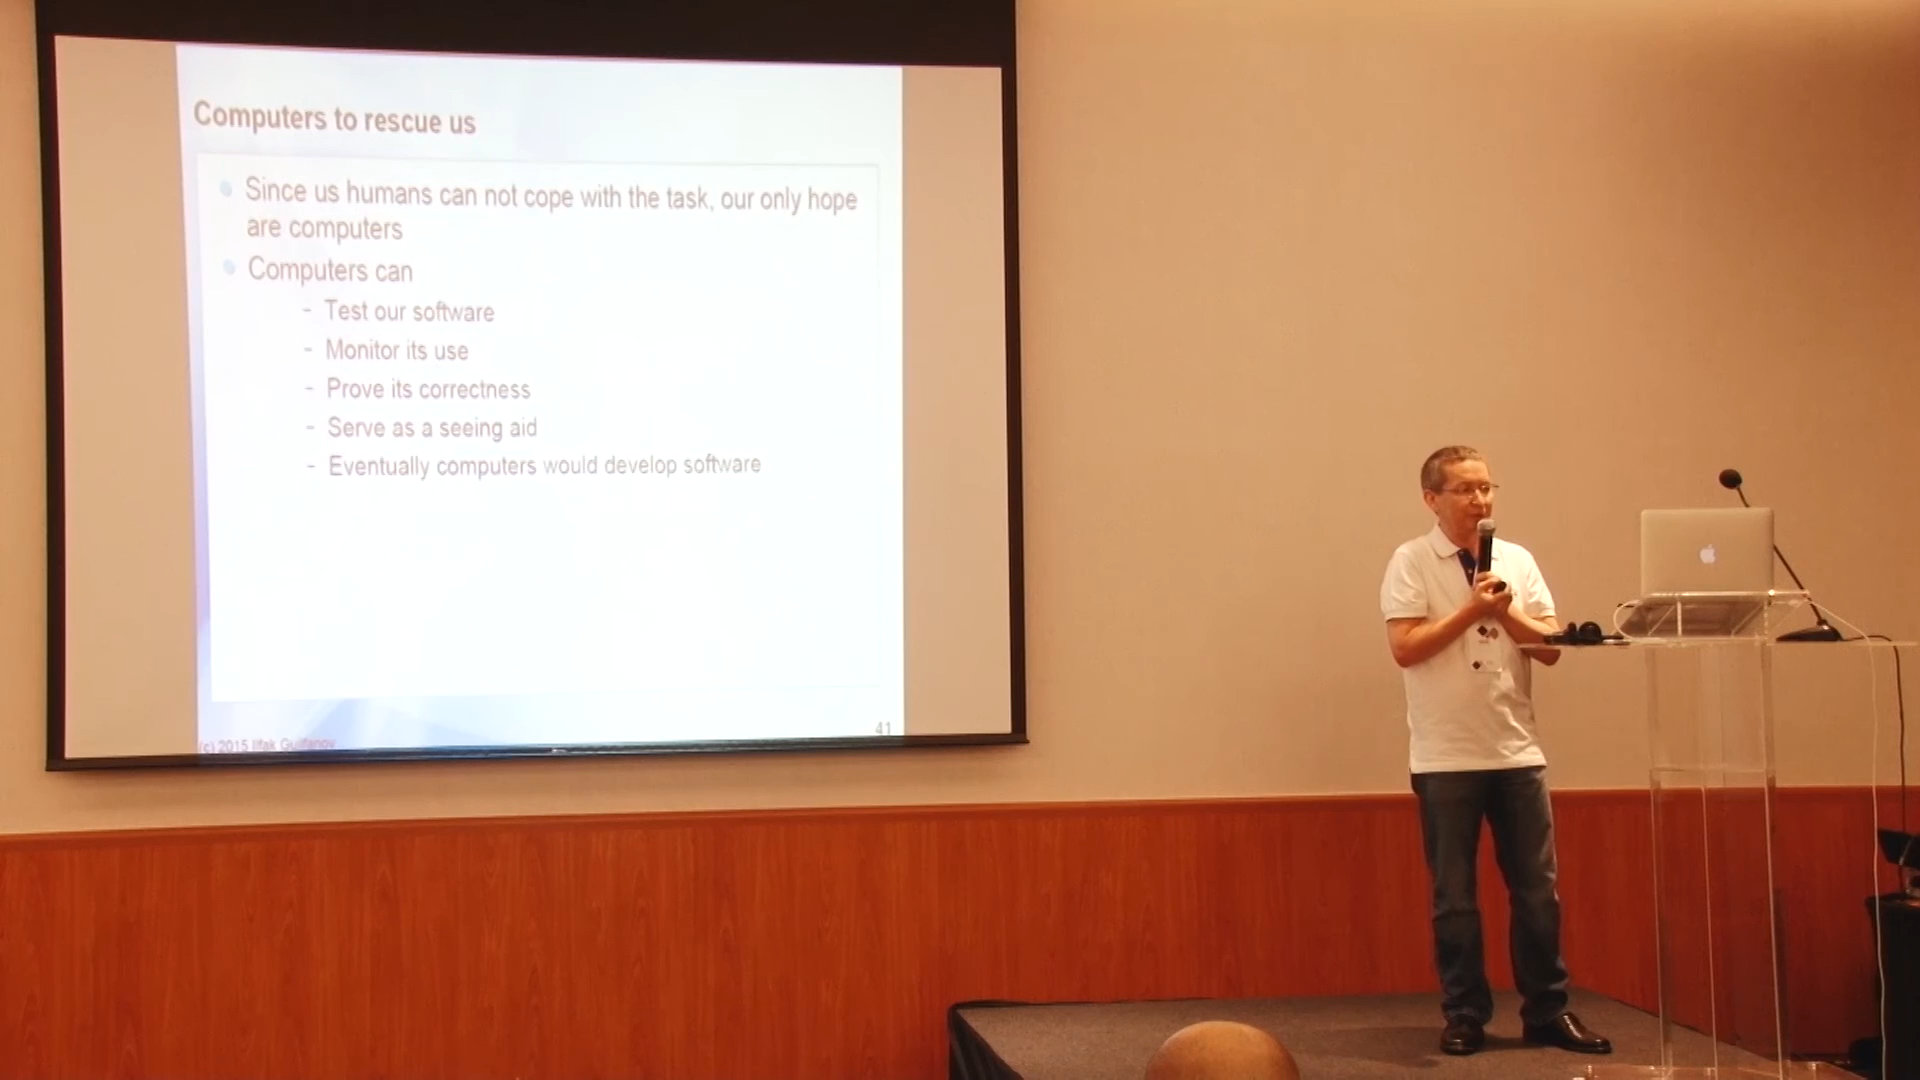 Computers to rescue us
Since us humans can not cope with the task, our only hope
are computers
Computers can
- Test our software
- Monitor its use
- Prove its correctness
- Serve as a seeing aid
- Eventually computers would develop software
41
(c) 2015 Ilfak Guilfanov